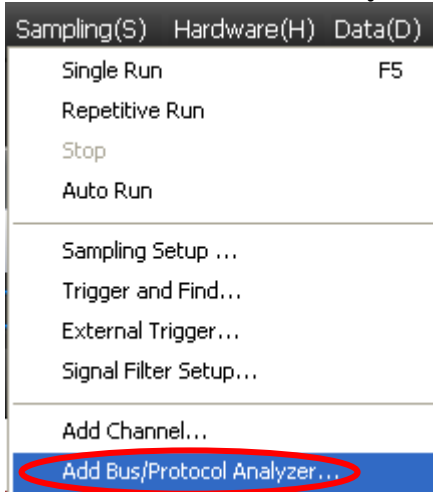 Sampling(S) Hardware(H) Data(D)
Single Run F5
Repetitive Run
Stop
Auto Run
Sampling Setup ...
Trigger and Find...
External Trigger...
Signal Filter Setup...
Add Channel...
Add Bus/Protocol Analyzer...